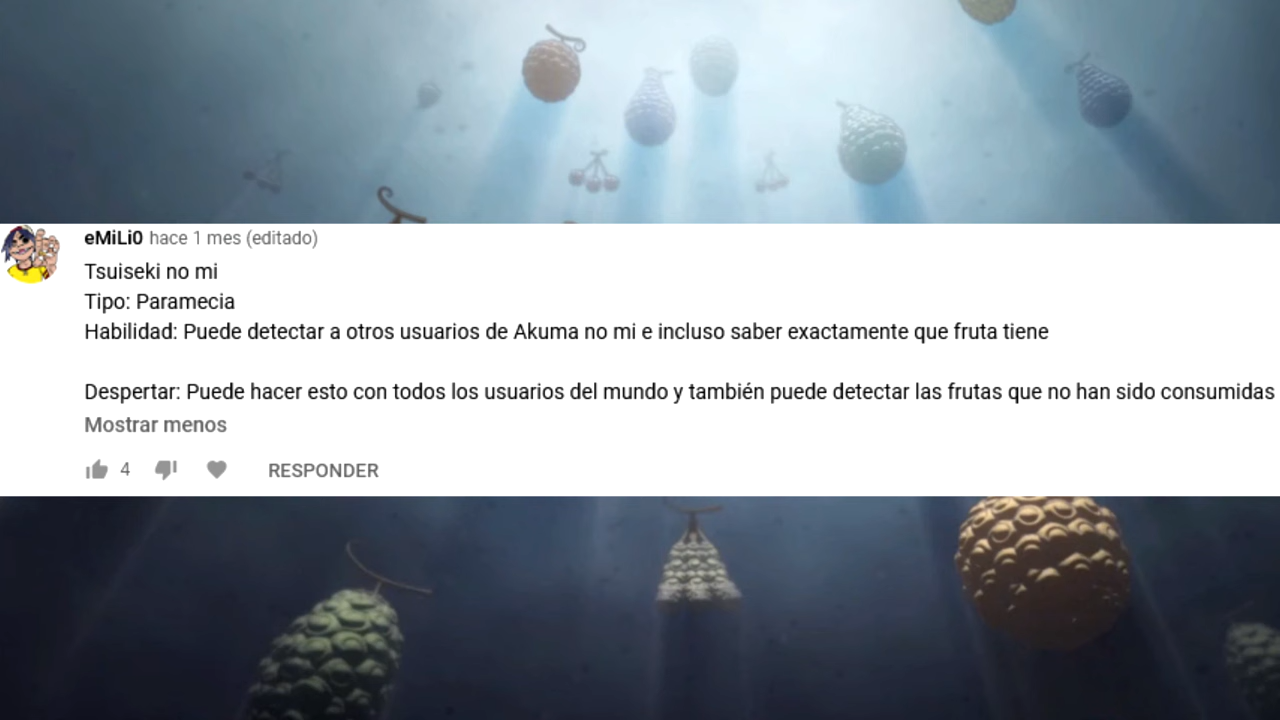 eMiLi0 hace 1 mes (editado)
Tsuiseki no mi
Tipo: Paramecia
Habilidad: Puede detectar a otros usuarios de Akuma no mi e incluso saber exactamente que fruta tiene
Despertar: Puede hacer esto con todos los usuarios del mundo y también puede detectar las frutas que no han sido consumidas
Mostrar menos
4 RESPONDER